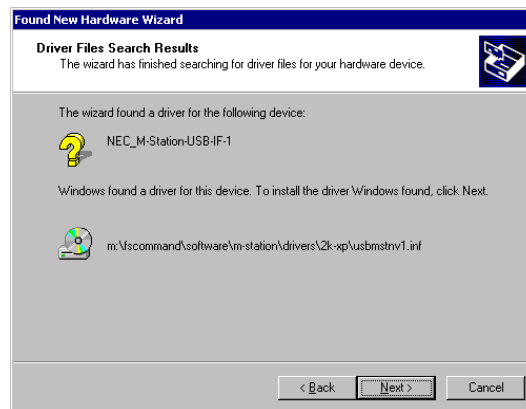 Found New Hardware Wizard
Driver Files Search Results
The wizard has finished searching for driver files for your hardware device.
The wizard found a driver for the following device:
NEC_M-Station-USB-IF-1
Windows found a driver for this device. To install the driver Windows found, click Next.
m:\fscommand\software\m-station\drivers\2k-xp\usbmstnv1.inf
< Back
Next >
Cancel